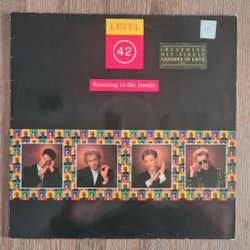 LEVEL
42
Running in the family
INCLUDING
HIT-SINGLE
LESSONS IN LOVE